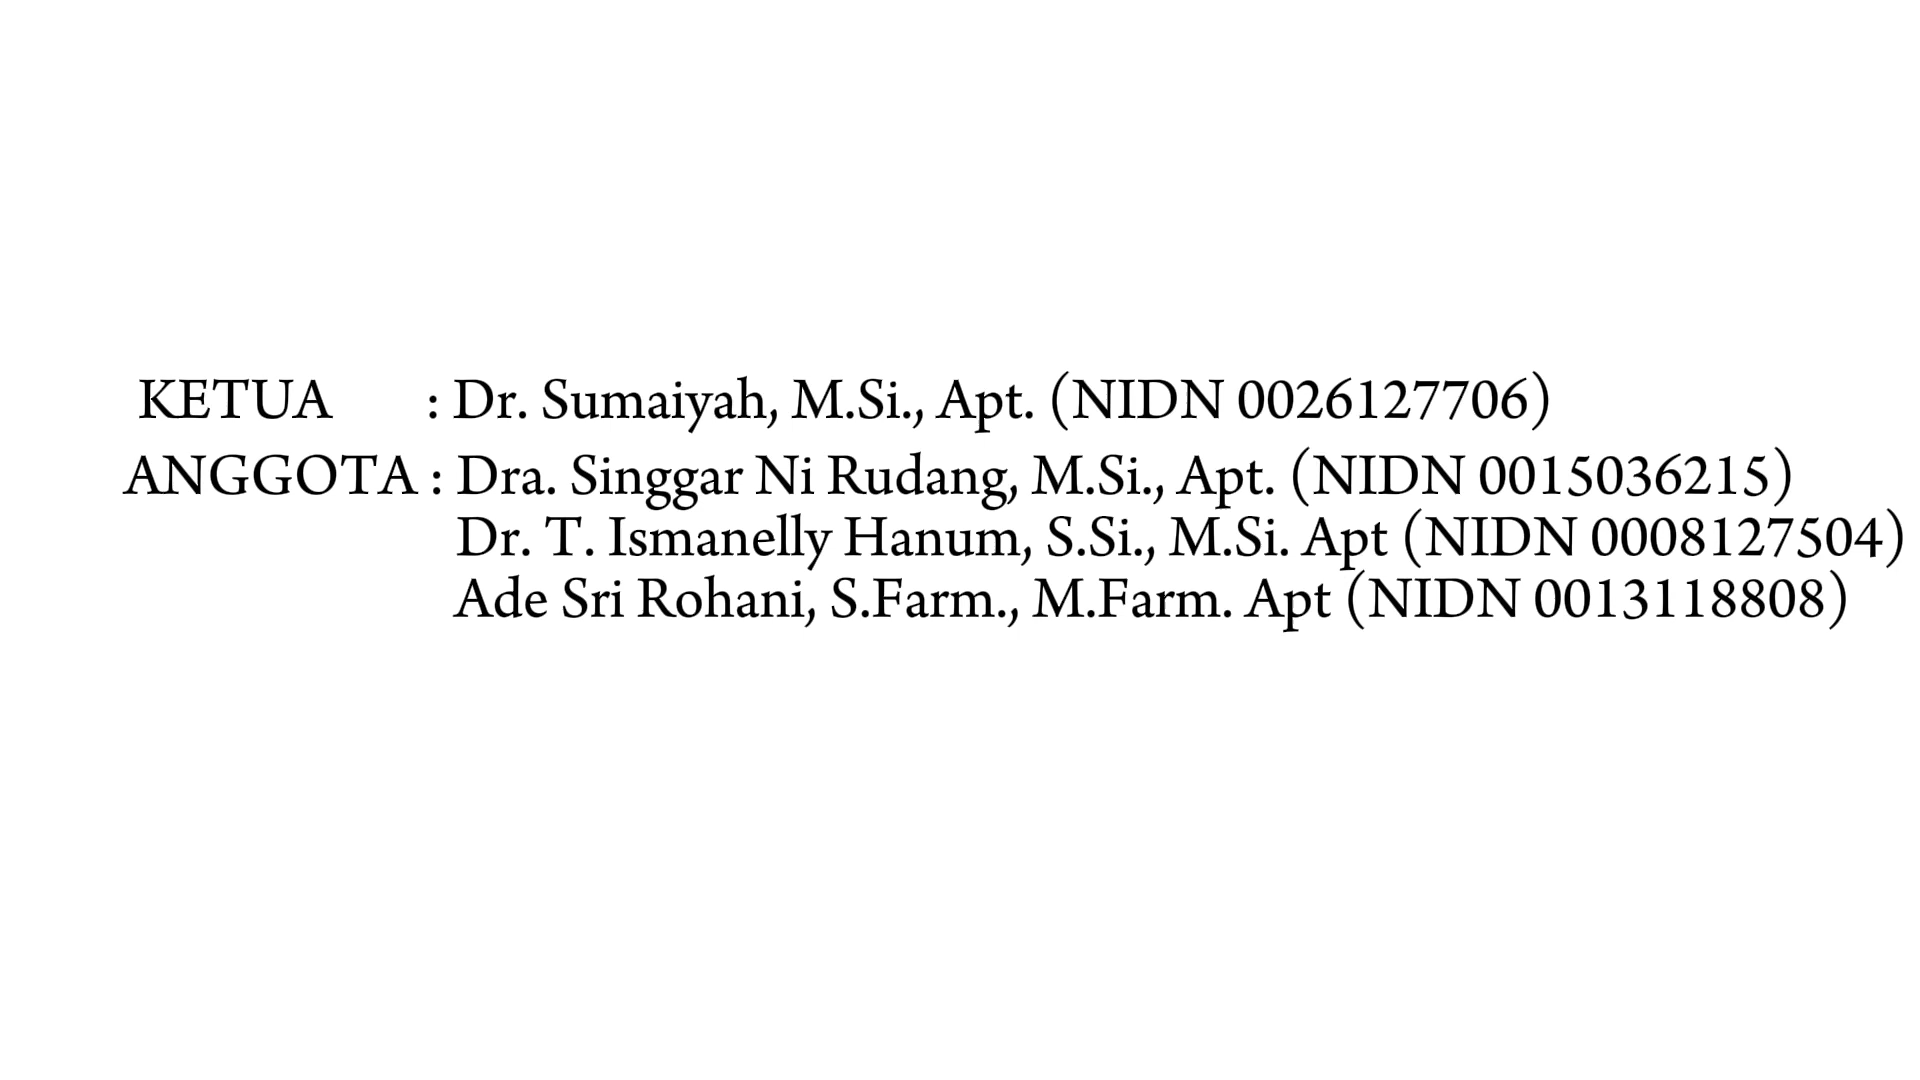 KETUA : Dr. Sumaiyah, M.Si., Apt. (NIDN 0026127706)
ANGGOTA : Dra. Singgar Ni Rudang, M.Si., Apt. (NIDN 0015036215)
Dr. T. Ismanelly Hanum, S.Si., M.Si. Apt (NIDN 0008127504)
Ade Sri Rohani, S.Farm., M.Farm. Apt (NIDN 0013118808)